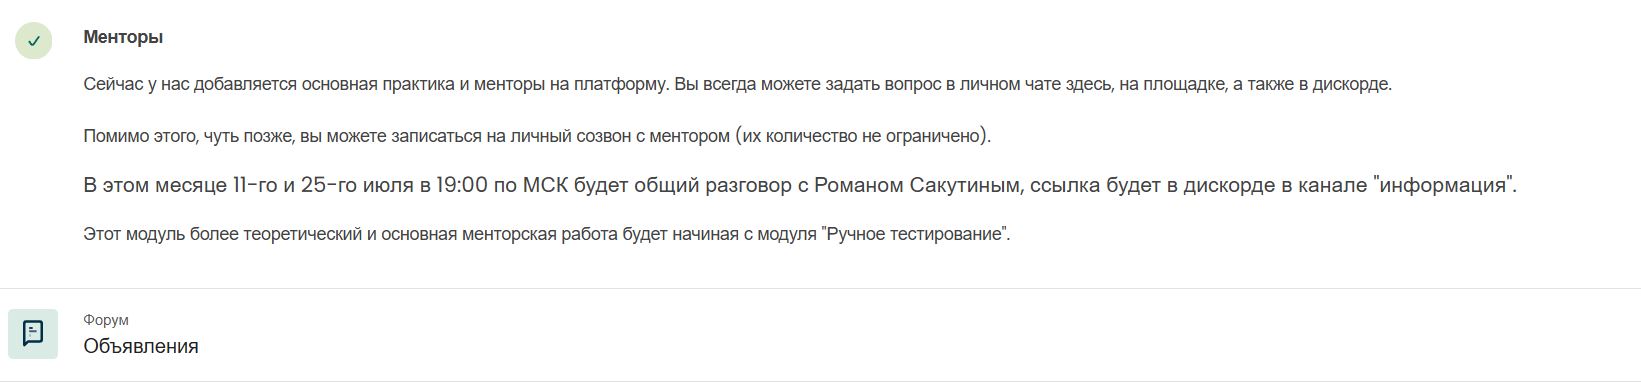 Менторы
Сейчас у нас добавляется основная практика и менторы на платформу. Вы всегда можете задать вопрос в личном чате здесь, на площадке, а также в дискорде.
Помимо этого, чуть позже, вы можете записаться на личный созвон с ментором (их количество не ограничено).
В этом месяце 11-го и 25-го июля в 19:00 по МСК будет общий разговор с Романом Сакутиным, ссылка будет в дискорде в канале "информация".
Этот модуль более теоретический и основная менторская работа будет начиная с модуля "Ручное тестирование".
Форум
Объявления